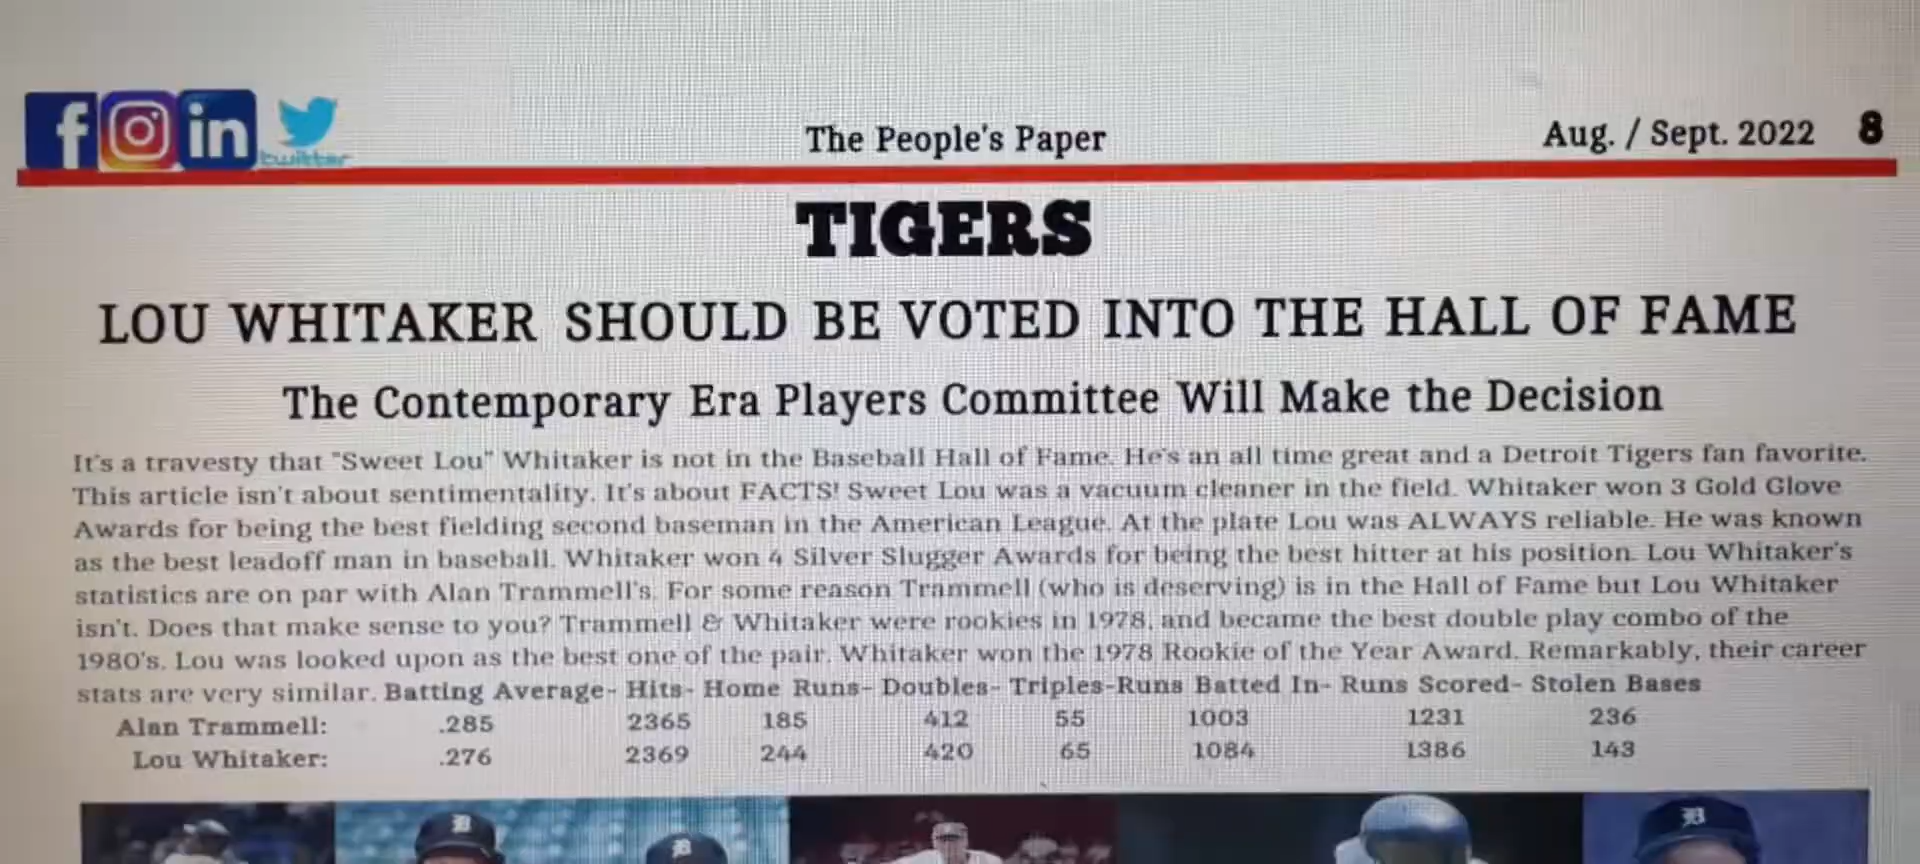 f in twitter
The People's Paper
Aug. / Sept. 2022 8
TIGERS
LOU WHITAKER SHOULD BE VOTED INTO THE HALL OF FAME
The Contemporary Era Players Committee Will Make the Decision
It's a travesty that "Sweet Lou" Whitaker is not in the Baseball Hall of Fame. He's an all time great and a Detroit Tigers fan favorite.
This article isn't about sentimentality. It's about FACTS! Sweet Lou was a vacuum cleaner in the field. Whitaker won 3 Gold Glove
Awards for being the best fielding second baseman in the American League. At the plate Lou was ALWAYS reliable. He was known
as the best leadoff man in baseball. Whitaker won 4 Silver Slugger Awards for being the best hitter at his position. Lou Whitaker's
statistics are on par with Alan Trammell's. For some reason Trammell (who is deserving) is in the Hall of Fame but Lou Whitaker
isn't. Does that make sense to you? Trammell & Whitaker were rookies in 1978, and became the best double play combo of the
1980's. Lou was looked upon as the best one of the pair. Whitaker won the 1978 Rookie of the Year Award. Remarkably, their career
stats are very similar. Batting Average- Hits- Home Runs- Doubles- Triples-Runs Batted In- Runs Scored- Stolen Bases
Alan Trammell: .285 2365 185 412 55 1003 1231 236
Lou Whitaker: .276 2369 244 420 65 1084 1386 143